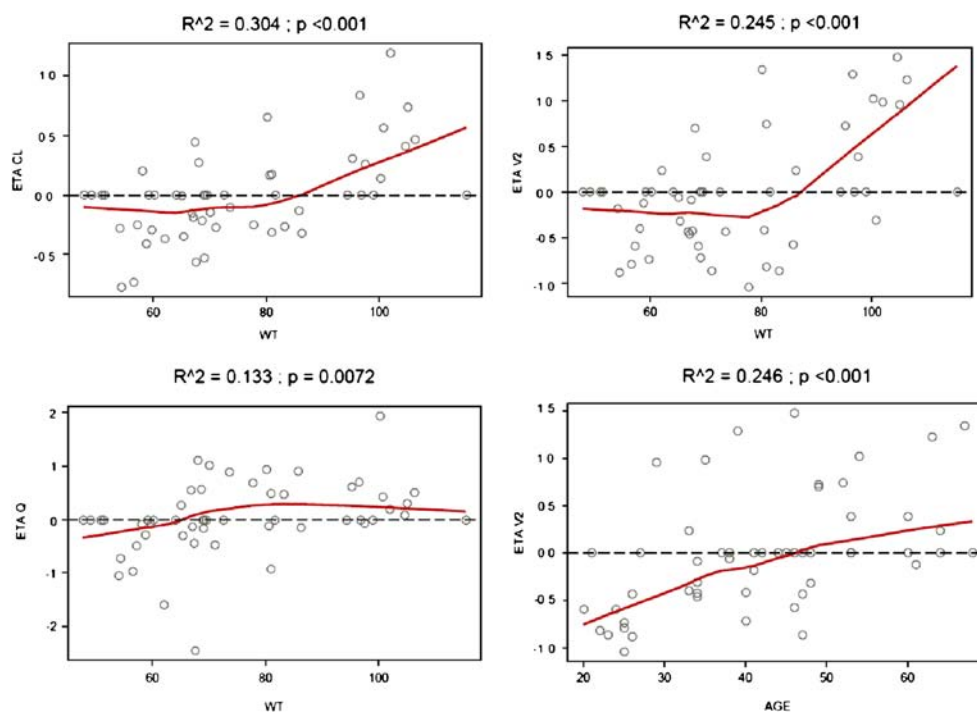 R^2 = 0.304 ; p <0.001
ETA CL
1 0
0.5
0 0
-0.5
60
80
100
WT
R^2 = 0.245 ; p <0.001
ETA V2
1 5
1 0
0.5
0.0
-0.5
-1 0
60
80
100
WT
R^2 = 0.133 ; p = 0.0072
ETA Q
2
1
0
-1
-2
60
80
100
WT
R^2 = 0.246 ; p <0.001
ETA V2
1 5
1 0
0.5
0 0
-0.5
-1 0
20
30
40
50
60
AGE